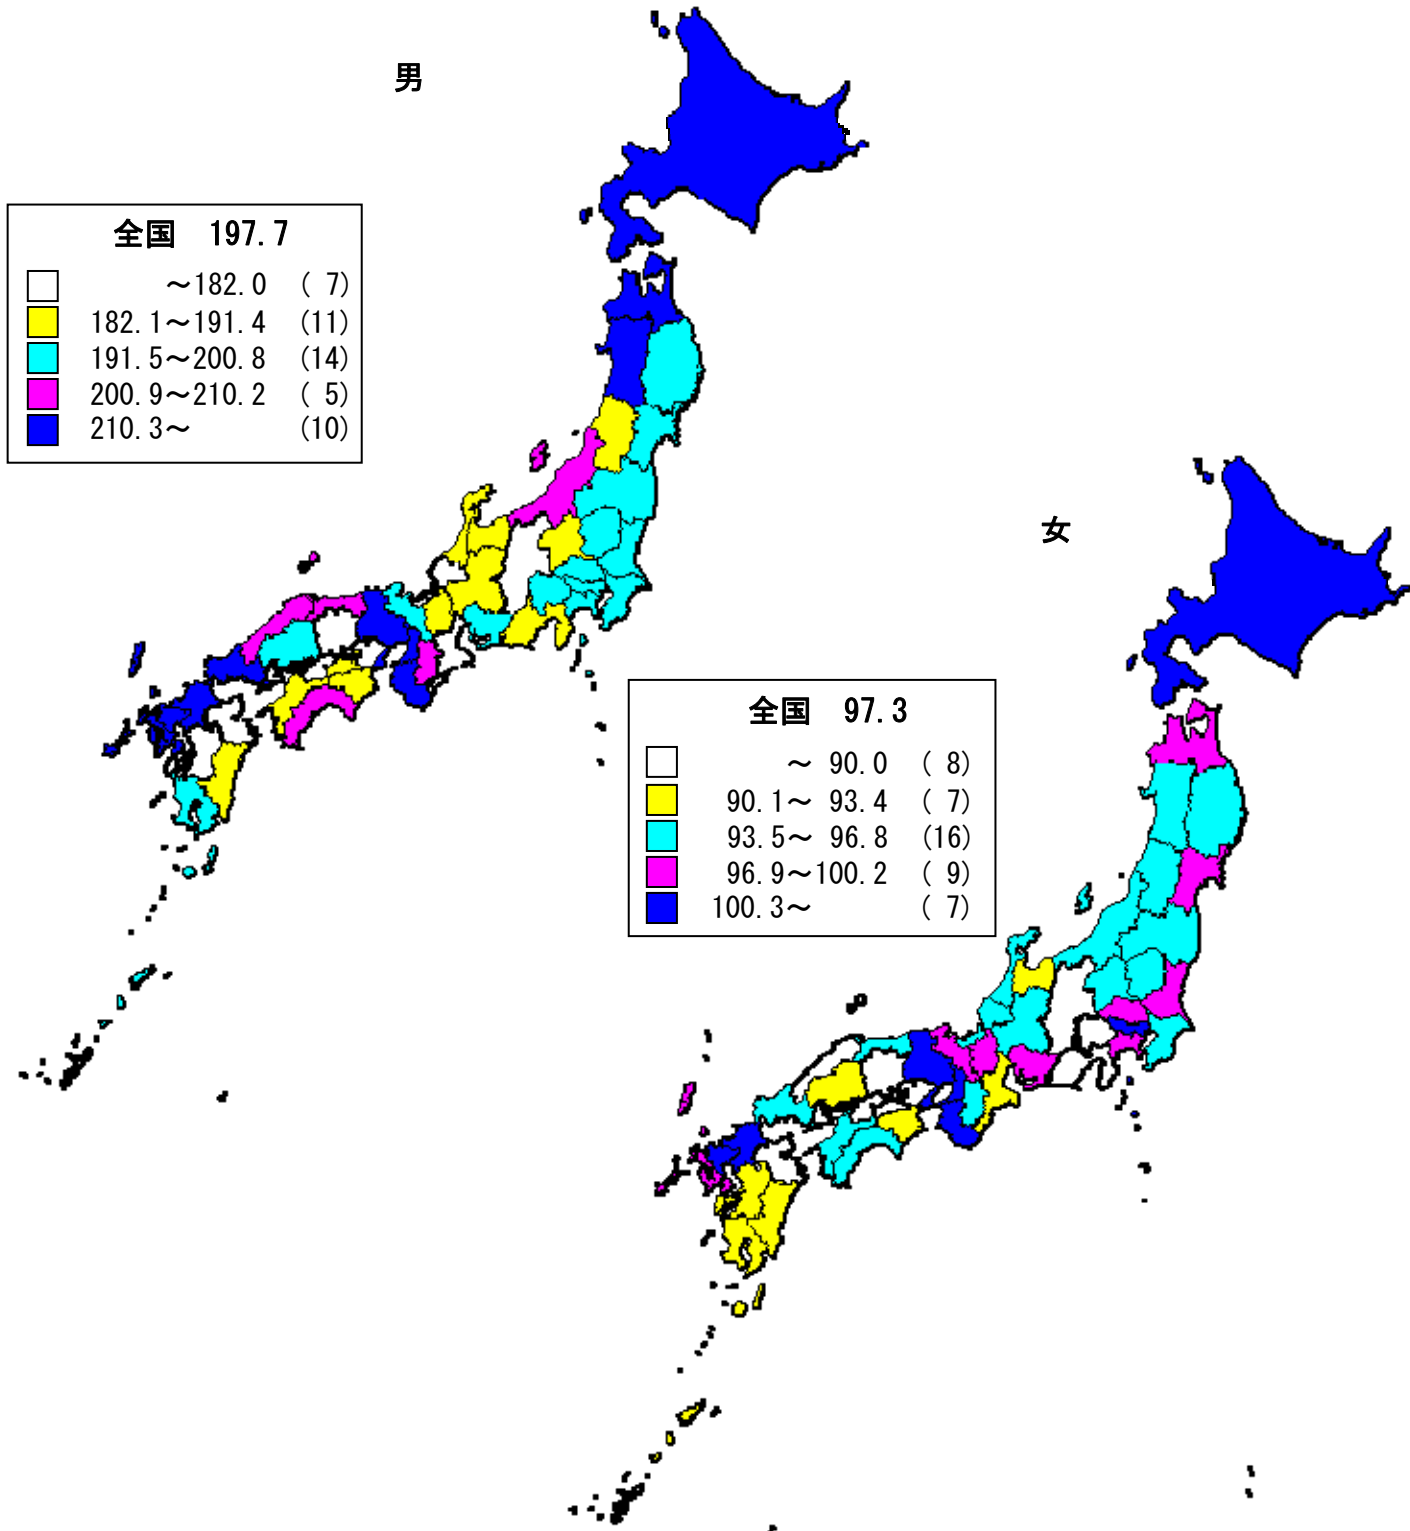 男
全国 197.7
～182.0 ( 7)
182.1～191.4 (11)
191.5～200.8 (14)
200.9～210.2 ( 5)
210.3～ (10)
女
全国 97.3
～ 90.0 ( 8)
90.1～ 93.4 ( 7)
93.5～ 96.8 (16)
96.9～100.2 ( 9)
100.3～ ( 7)